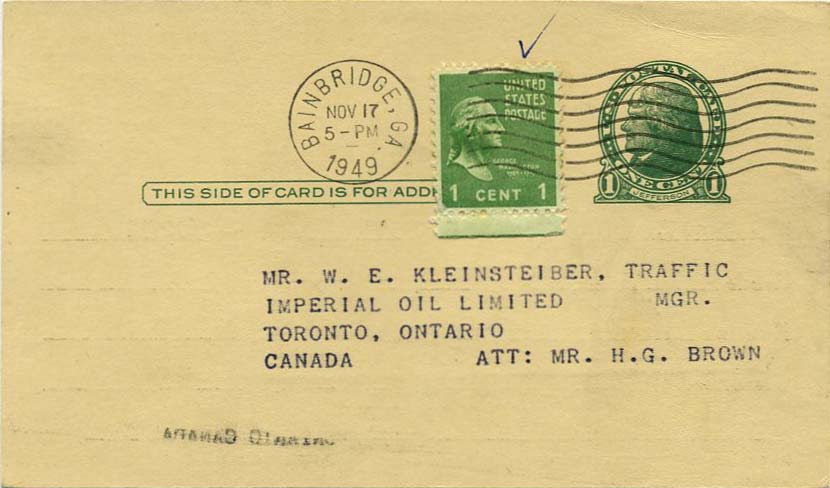 BAINBRIDGE, GA
NOV 17
5-PM
1949
UNITED
STATES
POSTAGE
GEORGE
WASHINGTON
1 CENT 1
U.S. POSTAL CARD
1 ONE CENT 1
JEFFERSON
THIS SIDE OF CARD IS FOR ADD
MR. W. E. KLEINSTEIBER, TRAFFIC
IMPERIAL OIL LIMITED MGR.
TORONTO, ONTARIO
CANADA ATT: MR. H.G. BROWN